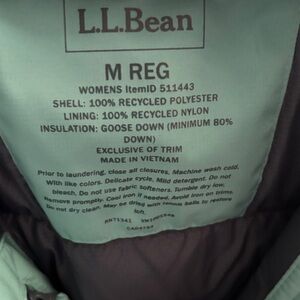 L.L.Bean
M REG
WOMENS ItemID 511443
SHELL: 100% RECYCLED POLYESTER
LINING: 100% RECYCLED NYLON
INSULATION: GOOSE DOWN (MINIMUM 80%
DOWN)
EXCLUSIVE OF TRIM
MADE IN VIETNAM
Prior to laundering, close all closures. Machine wash cold.
With like colors. Delicate cycle. Mild detergent. Do not
bleach. Do not use fabric softeners. Tumble dry low.
Remove promptly. Cool iron if needed. Avoid iron on trims.
Do not dry clean. May be dried with tennis balls to restore
loft.